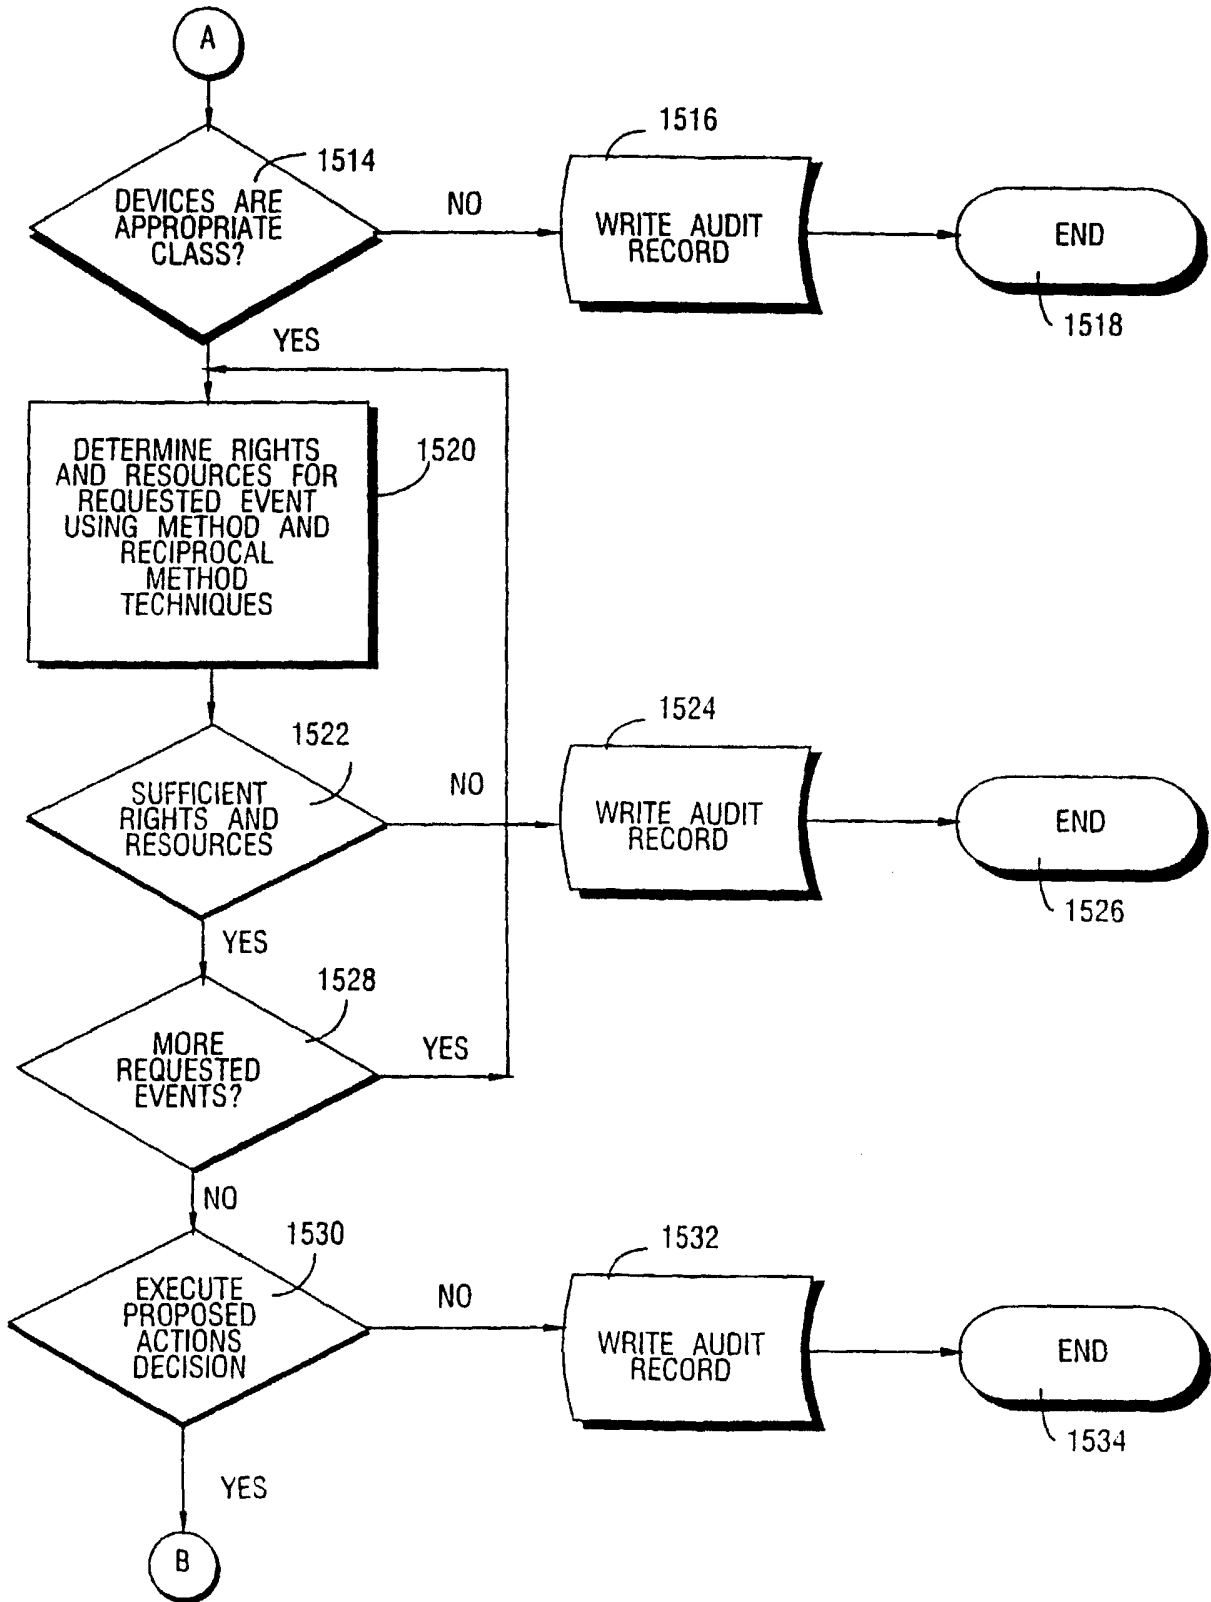 A
1514
DEVICES ARE
APPROPRIATE
CLASS?
NO
1516
WRITE AUDIT
RECORD
END
1518
YES
DETERMINE RIGHTS
AND RESOURCES FOR
REQUESTED EVENT
USING METHOD AND
RECIPROCAL
METHOD
TECHNIQUES
1520
1522
SUFFICIENT
RIGHTS AND
RESOURCES
NO
1524
WRITE AUDIT
RECORD
END
1526
YES
1528
MORE
REQUESTED
EVENTS?
YES
NO
1530
EXECUTE
PROPOSED
ACTIONS
DECISION
NO
1532
WRITE AUDIT
RECORD
END
1534
YES
B